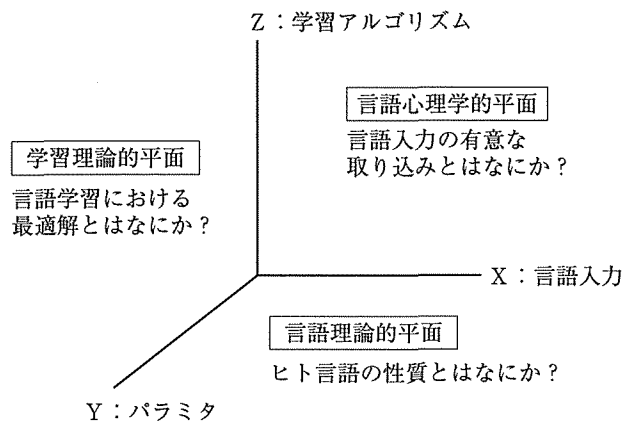 Z：学習アルゴリズム
言語心理学的平面
言語入力の有意な
取り込みとはなにか？
学習理論的平面
言語学習における
最適解とはなにか？
X：言語入力
言語理論的平面
ヒト言語の性質とはなにか？
Y：パラミタ